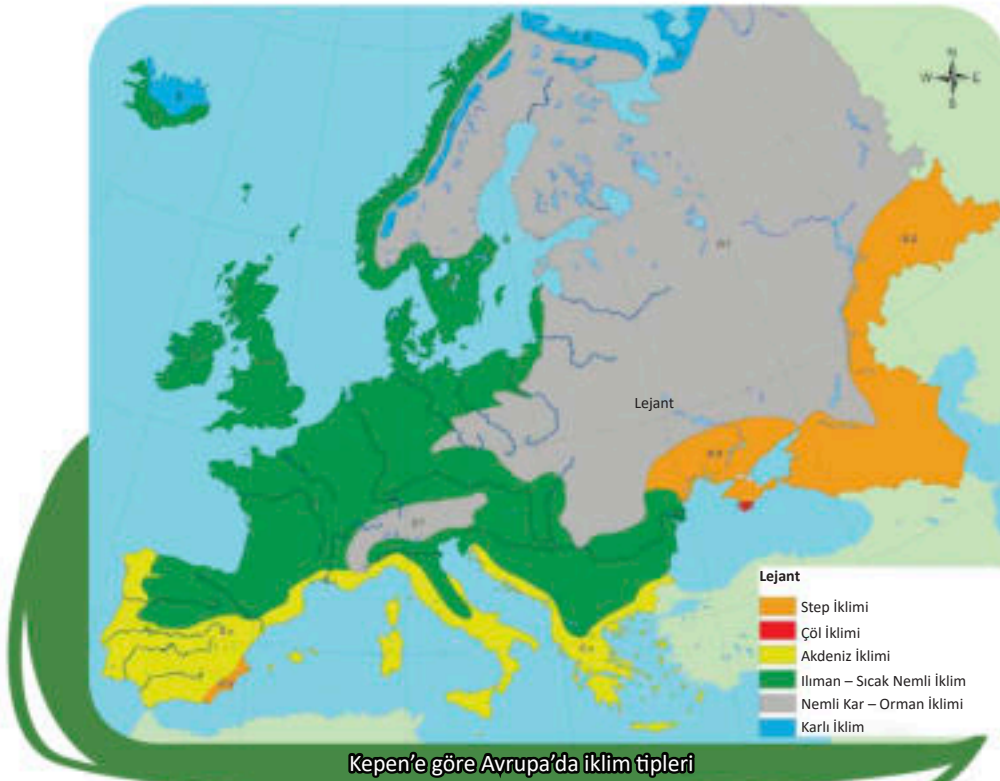 N
W E
S
Lejant
Lejant
Step İklimi
Çöl İklimi
Akdeniz İklimi
Ilıman – Sıcak Nemli İklim
Nemli Kar – Orman İklimi
Karlı İklim
Kepen’e göre Avrupa’da iklim tipleri